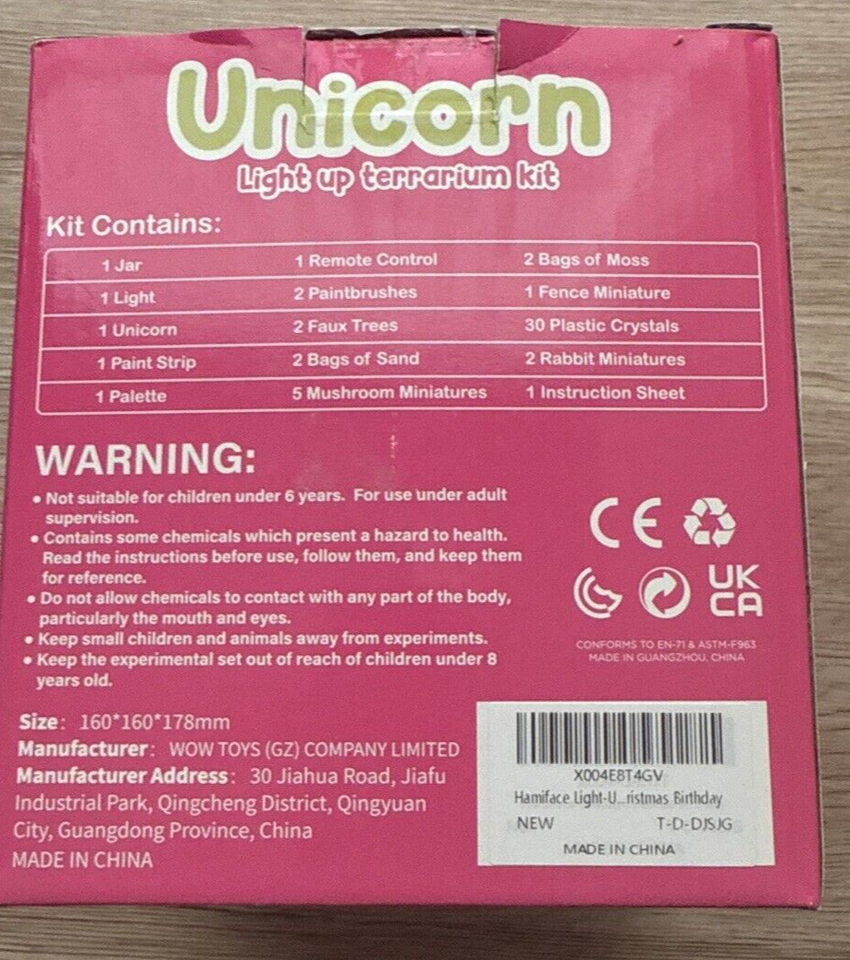 Unicorn
Light up terrarium kit
Kit Contains:
1 Jar 1 Remote Control 2 Bags of Moss
1 Light 2 Paintbrushes 1 Fence Miniature
1 Unicorn 2 Faux Trees 30 Plastic Crystals
1 Paint Strip 2 Bags of Sand 2 Rabbit Miniatures
1 Palette 5 Mushroom Miniatures 1 Instruction Sheet
WARNING:
• Not suitable for children under 6 years. For use under adult
supervision.
• Contains some chemicals which present a hazard to health.
Read the instructions before use, follow them, and keep them
for reference.
• Do not allow chemicals to contact with any part of the body,
particularly the mouth and eyes.
• Keep small children and animals away from experiments.
• Keep the experimental set out of reach of children under 8
years old.
CE
UK
CA
CONFORMS TO EN-71 & ASTM-F963
MADE IN GUANGZHOU, CHINA
Size: 160*160*178mm
Manufacturer: WOW TOYS (GZ) COMPANY LIMITED
Manufacturer Address: 30 Jiahua Road, Jiafu
Industrial Park, Qingcheng District, Qingyuan
City, Guangdong Province, China
MADE IN CHINA
X004E8T4GV
Hamiface Light-U...ristmas Birthday
NEW T-D-DJSJG
MADE IN CHINA